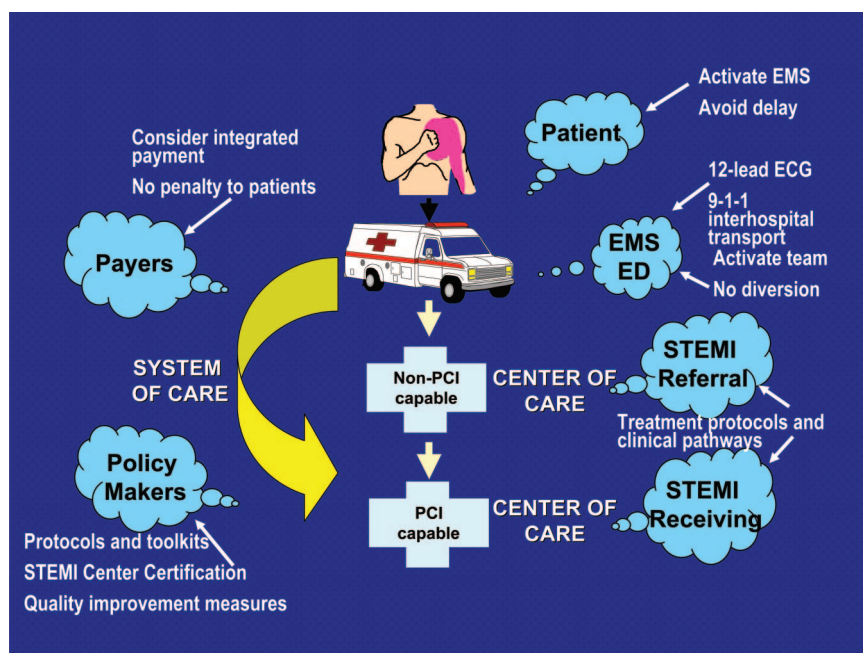 Activate EMS
Avoid delay
Patient
Consider integrated
payment
No penalty to patients
Payers
12-lead ECG
9-1-1
interhospital
transport
Activate team
No diversion
EMS
ED
SYSTEM
OF CARE
Non-PCI
capable
CENTER OF
CARE
STEMI
Referral
Treatment protocols and
clinical pathways
Policy
Makers
Protocols and toolkits
STEMI Center Certification
Quality improvement measures
PCI
capable
CENTER OF
CARE
STEMI
Receiving